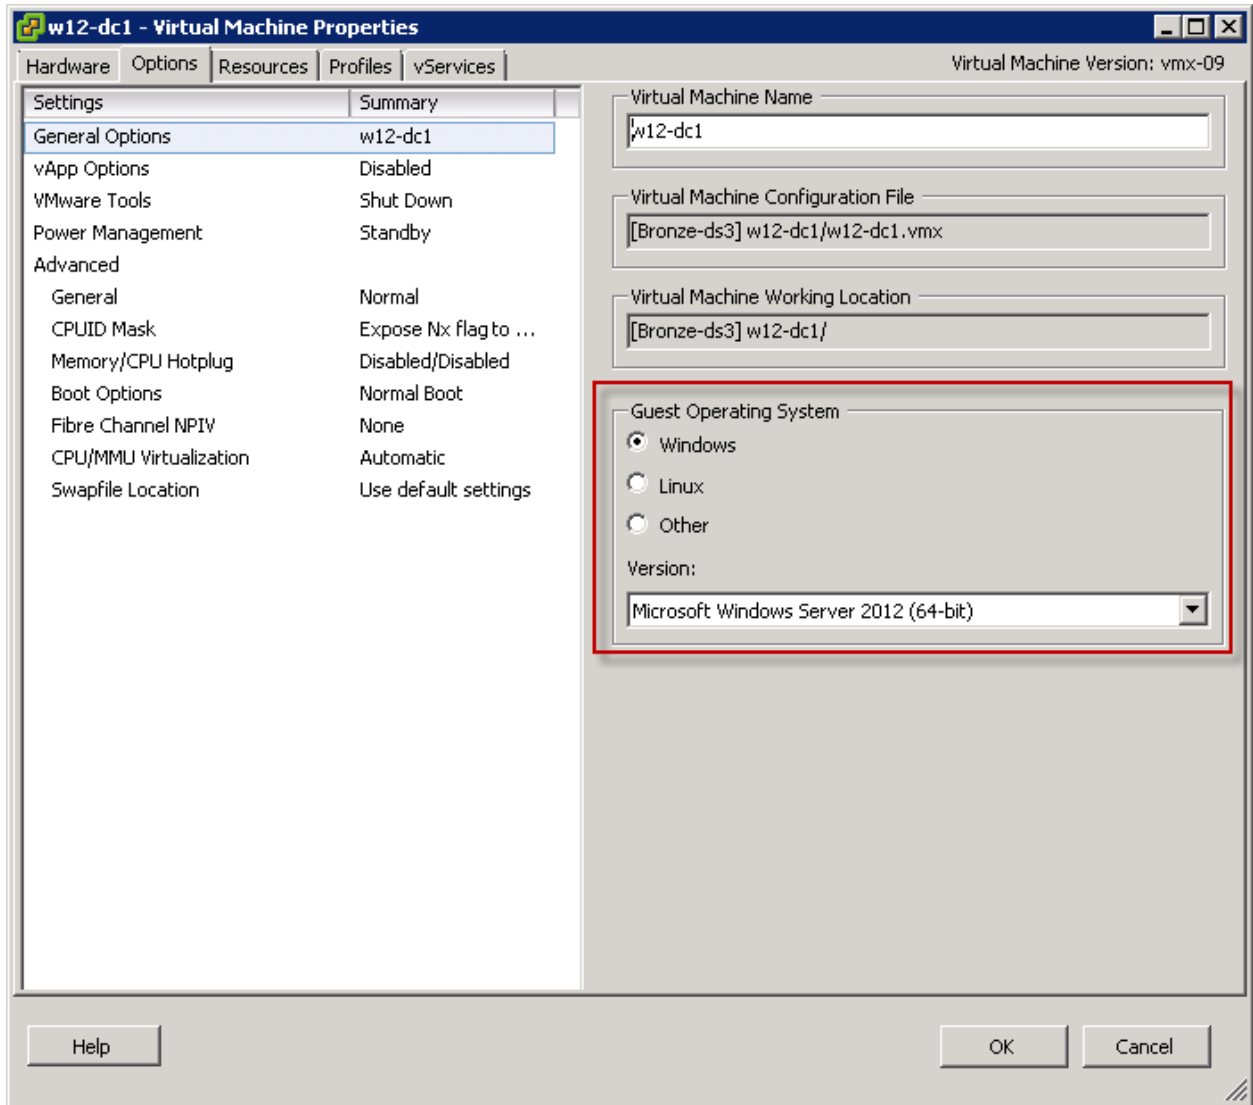 w12-dc1 - Virtual Machine Properties
Hardware Options Resources Profiles vServices Virtual Machine Version: vmx-09
Settings Summary
General Options w12-dc1
vApp Options Disabled
VMware Tools Shut Down
Power Management Standby
Advanced
General Normal
CPUID Mask Expose Nx flag to ...
Memory/CPU Hotplug Disabled/Disabled
Boot Options Normal Boot
Fibre Channel NPIV None
CPU/MMU Virtualization Automatic
Swapfile Location Use default settings
Virtual Machine Name
w12-dc1
Virtual Machine Configuration File
[Bronze-ds3] w12-dc1/w12-dc1.vmx
Virtual Machine Working Location
[Bronze-ds3] w12-dc1/
Guest Operating System
Windows
Linux
Other
Version:
Microsoft Windows Server 2012 (64-bit)
Help OK Cancel